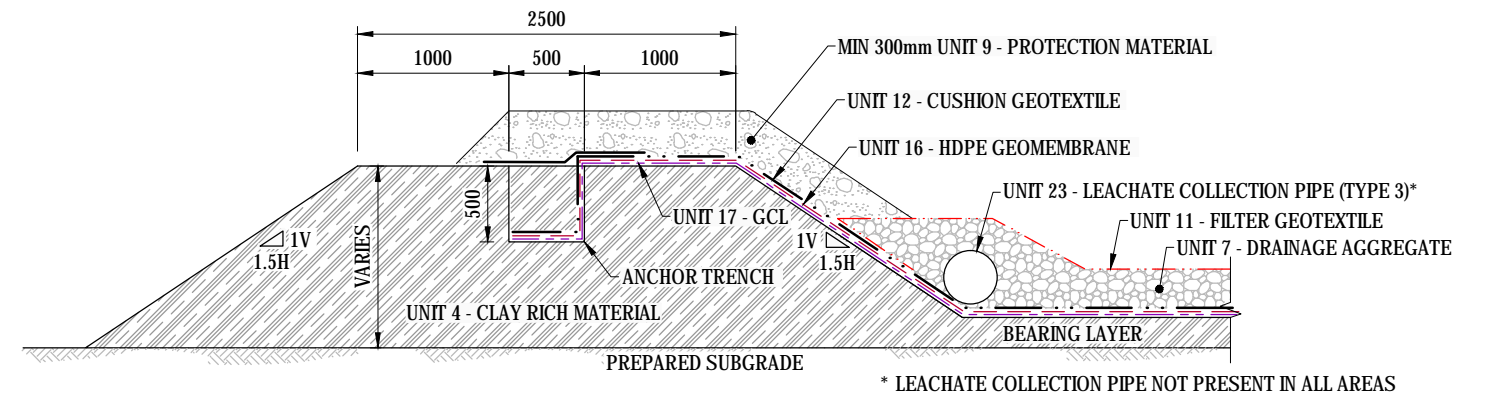 2500
1000
500
1000
MIN 300mm UNIT 9 - PROTECTION MATERIAL
UNIT 12 - CUSHION GEOTEXTILE
UNIT 16 - HDPE GEOMEMBRANE
UNIT 23 - LEACHATE COLLECTION PIPE (TYPE 3)*
UNIT 11 - FILTER GEOTEXTILE
UNIT 7 - DRAINAGE AGGREGATE
500
UNIT 17 - GCL
1V
1.5H
1V
1.5H
VARIES
ANCHOR TRENCH
UNIT 4 - CLAY RICH MATERIAL
BEARING LAYER
PREPARED SUBGRADE
* LEACHATE COLLECTION PIPE NOT PRESENT IN ALL AREAS